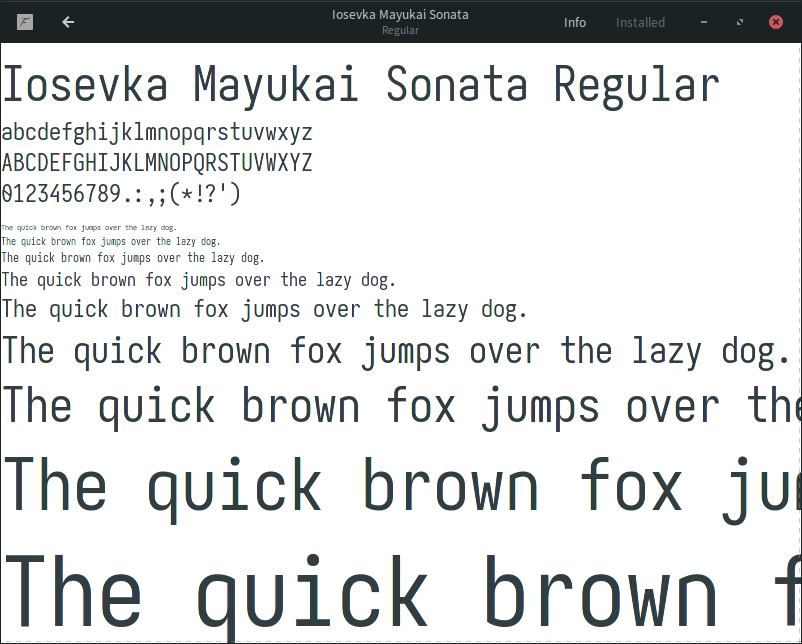 Iosevka Mayukai Sonata
Regular
Info
Installed
Iosevka Mayukai Sonata Regular
abcdefghijklmnopqrstuvwxyz
ABCDEFGHIJKLMNOPQRSTUVWXYZ
0123456789.:,;(*!?')
The quick brown fox jumps over the lazy dog.
The quick brown fox jumps over the lazy dog.
The quick brown fox jumps over the lazy dog.
The quick brown fox jumps over the lazy dog.
The quick brown fox jumps over the lazy dog.
The quick brown fox jumps over the lazy dog.
The quick brown fox jumps over the
The quick brown fox ju
The quick brown f